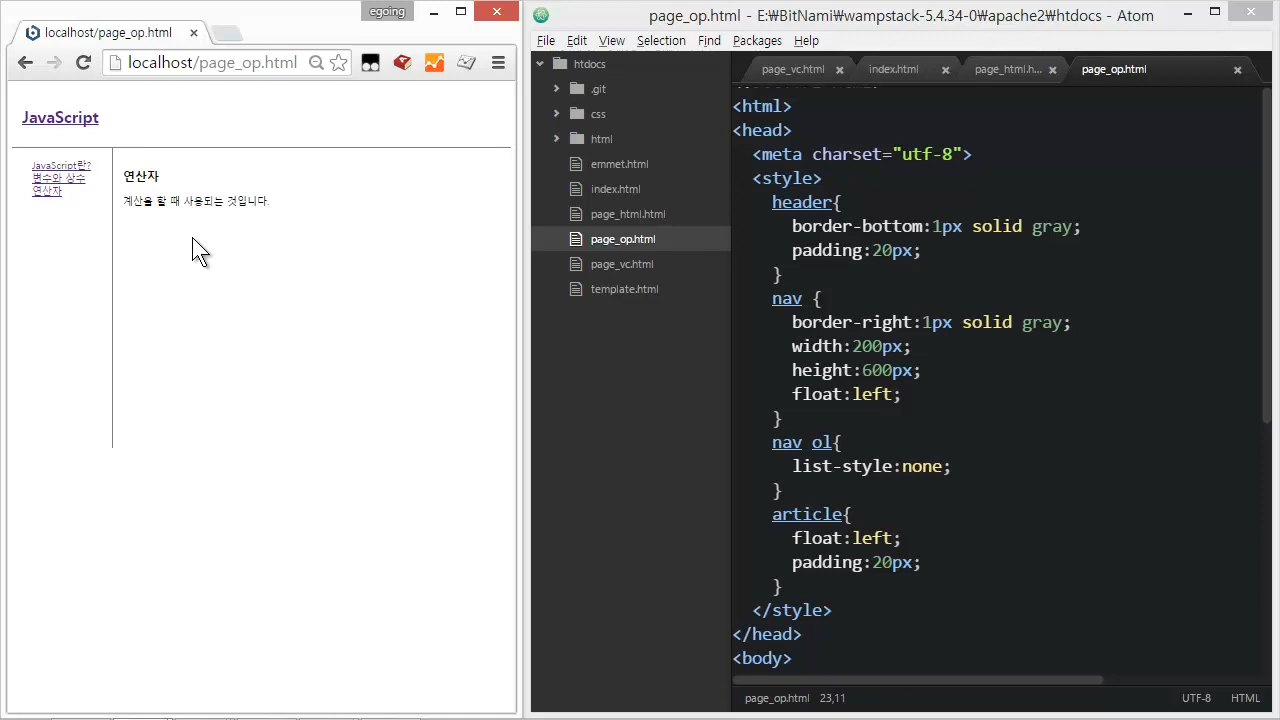 egoing
localhost/page_op.html
localhost/page_op.html
JavaScript
JavaScript란?
변수와 상수
연산자
연산자
계산을 할 때 사용되는 것입니다.
page_op.html - E:₩BitNami₩wampstack-5.4.34-0₩apache2₩htdocs - Atom
File Edit View Selection Find Packages Help
htdocs
.git
css
html
emmet.html
index.html
page_html.html
page_op.html
page_vc.html
template.html
page_vc.html index.html page_html.h... page_op.html
<html>
<head>
<meta charset="utf-8">
<style>
header{
border-bottom:1px solid gray;
padding:20px;
}
nav {
border-right:1px solid gray;
width:200px;
height:600px;
float:left;
}
nav ol{
list-style:none;
}
article{
float:left;
padding:20px;
}
</style>
</head>
<body>
page_op.html 23,11 UTF-8 HTML